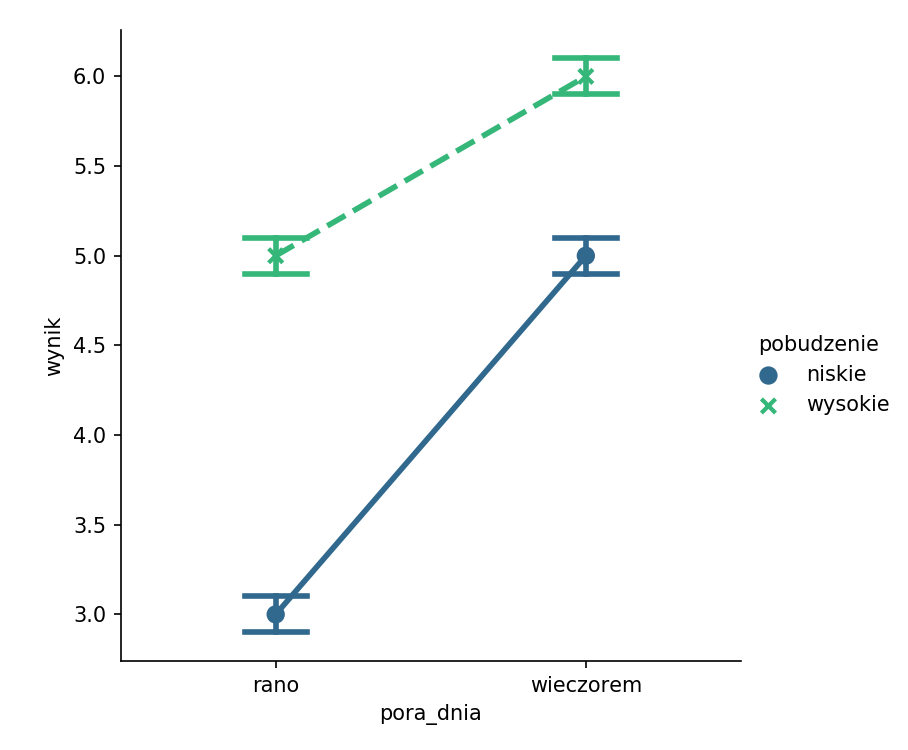 6.0
5.5
5.0
4.5
4.0
3.5
3.0
wynik
rano
wieczorem
pora_dnia
pobudzenie
niskie
wysokie